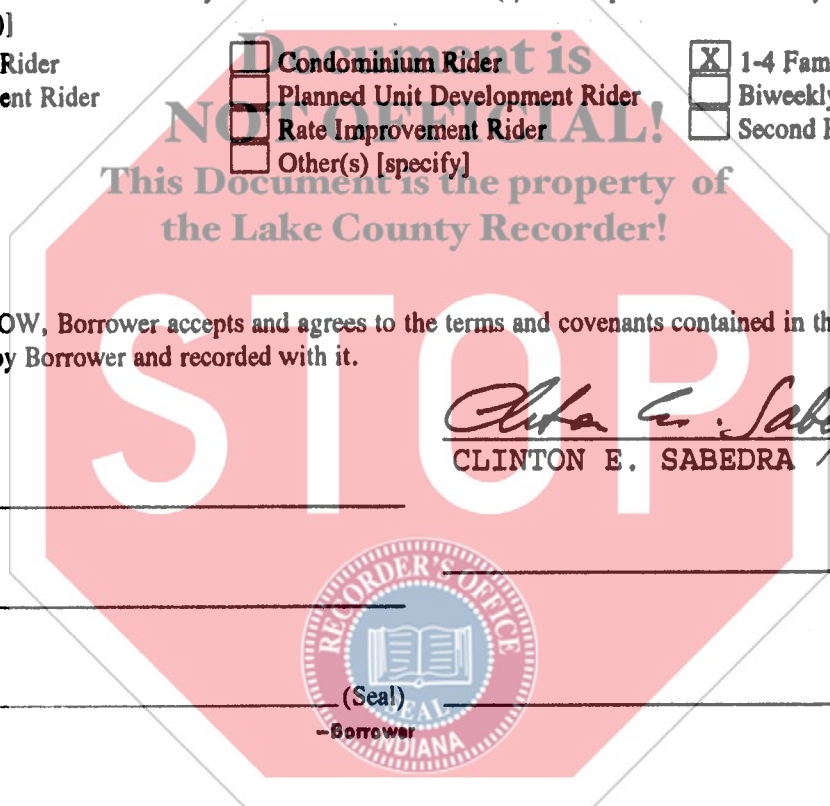 )]
Rider
Condominium Rider
X 1-4 Fam
ent Rider
Planned Unit Development Rider
Biweekly
Rate Improvement Rider
Second
Other(s) [specify]
Document is
NOT OFFICIAL!
This Document is the property of
the Lake County Recorder!
STOP
OW, Borrower accepts and agrees to the terms and covenants contained in th
by Borrower and recorded with it.
CLINTON E. SABEDRA
RECORDER'S OFFICE
(Seal)
SEAL
-Borrower
INDIANA